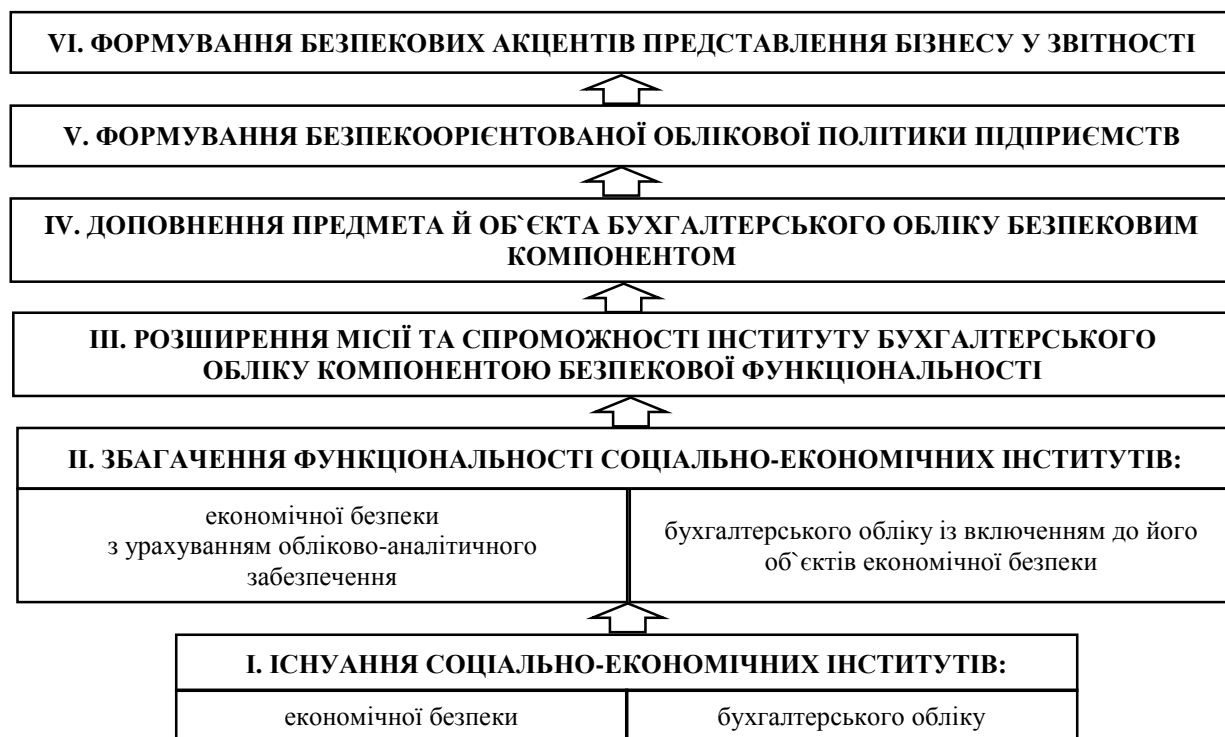 VI. ФОРМУВАННЯ БЕЗПЕКОВИХ АКЦЕНТІВ ПРЕДСТАВЛЕННЯ БІЗНЕСУ У ЗВІТНОСТІ
V. ФОРМУВАННЯ БЕЗПЕКООРІЄНТОВАНОЇ ОБЛІКОВОЇ ПОЛІТИКИ ПІДПРИЄМСТВ
IV. ДОПОВНЕННЯ ПРЕДМЕТА Й ОБ`ЄКТА БУХГАЛТЕРСЬКОГО ОБЛІКУ БЕЗПЕКОВИМ
КОМПОНЕНТОМ
III. РОЗШИРЕННЯ МІСІЇ ТА СПРОМОЖНОСТІ ІНСТИТУТУ БУХГАЛТЕРСЬКОГО
ОБЛІКУ КОМПОНЕНТОЮ БЕЗПЕКОВОЇ ФУНКЦІОНАЛЬНОСТІ
II. ЗБАГАЧЕННЯ ФУНКЦІОНАЛЬНОСТІ СОЦІАЛЬНО-ЕКОНОМІЧНИХ ІНСТИТУТІВ:
економічної безпеки
з урахуванням обліково-аналітичного
забезпечення
бухгалтерського обліку із включенням до його
об`єктів економічної безпеки
I. ІСНУАННЯ СОЦІАЛЬНО-ЕКОНОМІЧНИХ ІНСТИТУТІВ:
економічної безпеки
бухгалтерського обліку